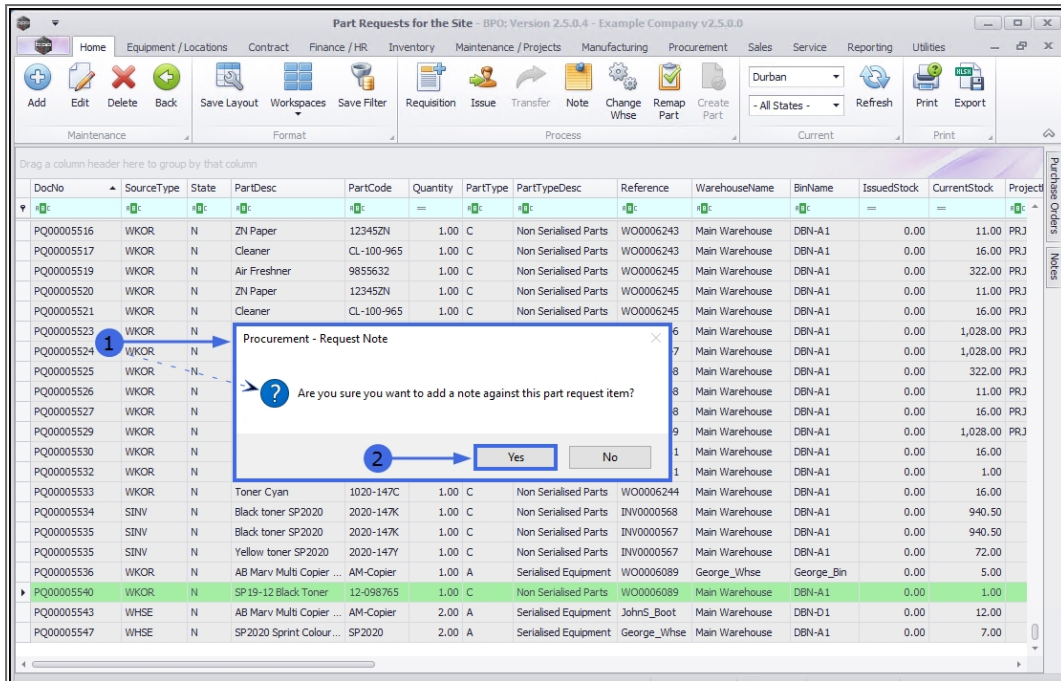 Part Requests for the Site - BPO: Version 2.5.0.4 - Example Company v2.5.0.0
Home Equipment / Locations Contract Finance / HR Inventory Maintenance / Projects Manufacturing Procurement Sales Service Reporting Utilities
Add Edit Delete Back Save Layout Workspaces Save Filter Requisition Issue Transfer Note Change Whse Remap Part Create Part Durban - All States - Refresh Print Export
Maintenance Format Process Current Print
Drag a column header here to group by that column
DocNo SourceType State PartDesc PartCode Quantity PartType PartTypeDesc Reference WarehouseName BinName IssuedStock CurrentStock
PQ00005516 WKOR N ZN Paper 12345ZN 1.00 C Non Serialised Parts WO0006243 Main Warehouse DBN-A1 0.00 11.00 PRJ
PQ00005517 WKOR N Cleaner CL-100-965 1.00 C Non Serialised Parts WO0006243 Main Warehouse DBN-A1 0.00 16.00 PRJ
PQ00005519 WKOR N Air Freshner 9855632 1.00 C Non Serialised Parts WO0006245 Main Warehouse DBN-A1 0.00 322.00 PRJ
PQ00005520 WKOR N ZN Paper 12345ZN 1.00 C Non Serialised Parts WO0006245 Main Warehouse DBN-A1 0.00 11.00 PRJ
PQ00005521 WKOR N Cleaner CL-100-965 1.00 C Non Serialised Parts WO0006245 Main Warehouse DBN-A1 0.00 16.00 PRJ
PQ00005523 WKOR N 6 Main Warehouse DBN-A1 0.00 1,028.00 PRJ
PQ00005524 WKOR N 7 Main Warehouse DBN-A1 0.00 1,028.00 PRJ
PQ00005525 WKOR N 8 Main Warehouse DBN-A1 0.00 322.00 PRJ
PQ00005526 WKOR N 8 Main Warehouse DBN-A1 0.00 11.00 PRJ
PQ00005527 WKOR N 8 Main Warehouse DBN-A1 0.00 16.00 PRJ
PQ00005529 WKOR N 9 Main Warehouse DBN-A1 0.00 1,028.00 PRJ
PQ00005530 WKOR N 1 Main Warehouse DBN-A1 0.00 16.00
PQ00005532 WKOR N 1 Main Warehouse DBN-A1 0.00 1.00
PQ00005533 WKOR N Toner Cyan 1020-147C 1.00 C Non Serialised Parts WO0006244 Main Warehouse DBN-A1 0.00 16.00
PQ00005534 SINV N Black toner SP2020 2020-147K 1.00 C Non Serialised Parts INV0000568 Main Warehouse DBN-A1 0.00 940.50
PQ00005535 SINV N Black toner SP2020 2020-147K 1.00 C Non Serialised Parts INV0000567 Main Warehouse DBN-A1 0.00 940.50
PQ00005535 SINV N Yellow toner SP2020 2020-147Y 1.00 C Non Serialised Parts INV0000567 Main Warehouse DBN-A1 0.00 72.00
PQ00005536 WKOR N AB Marv Multi Copier ... AM-Copier 1.00 A Serialised Equipment WO0006089 George_Whse George_Bin 0.00 5.00
PQ00005540 WKOR N SP19-12 Black Toner 12-098765 1.00 C Non Serialised Parts WO0006089 Main Warehouse DBN-A1 0.00 1.00
PQ00005543 WHSE N AB Marv Multi Copier ... AM-Copier 2.00 A Serialised Equipment JohnS_Boot Main Warehouse DBN-D1 0.00 12.00
PQ00005547 WHSE N SP2020 Sprint Colour... SP2020 2.00 A Serialised Equipment George_Whse Main Warehouse DBN-A1 0.00 7.00
1
Procurement - Request Note
Are you sure you want to add a note against this part request item?
2
Yes No
Purchase Orders
Notes